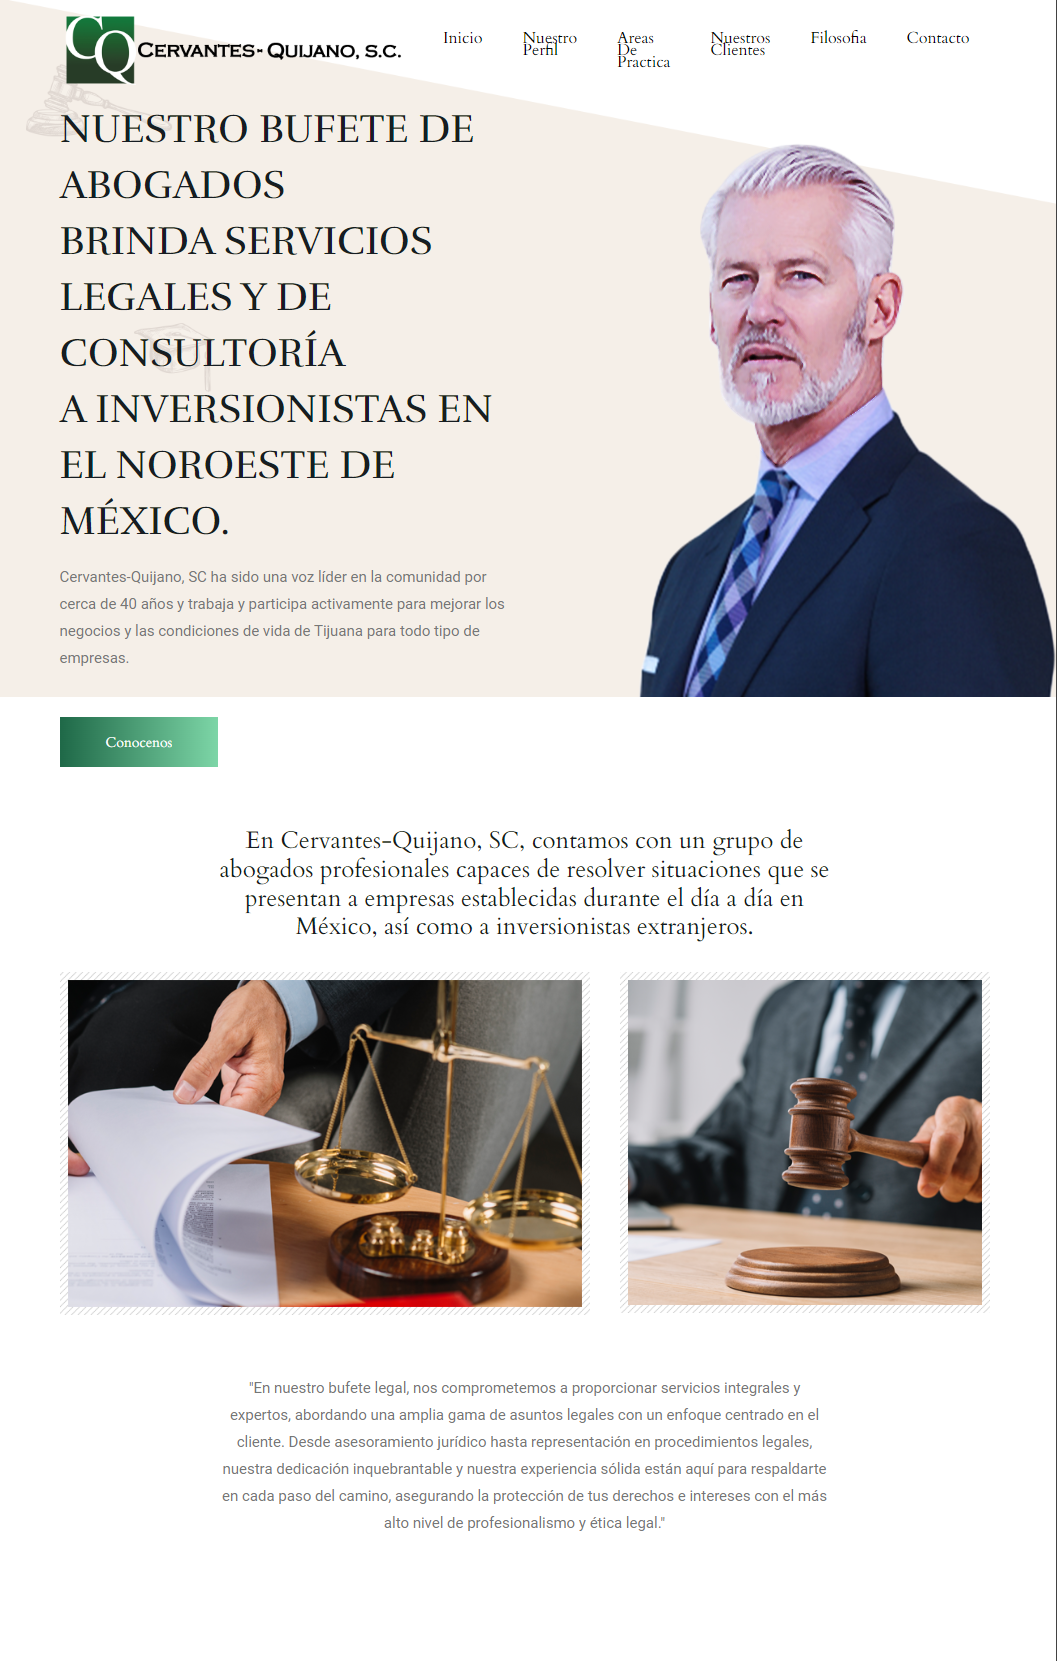 CQ CERVANTES- QUIJANO, S.C.
Inicio
Nuestro
Perfil
Areas
De
Practica
Nuestros
Clientes
Filosofia
Contacto
NUESTRO BUFETE DE
ABOGADOS
BRINDA SERVICIOS
LEGALES Y DE
CONSULTORÍA
A INVERSIONISTAS EN
EL NOROESTE DE
MÉXICO.
Cervantes-Quijano, SC ha sido una voz líder en la comunidad por
cerca de 40 años y trabaja y participa activamente para mejorar los
negocios y las condiciones de vida de Tijuana para todo tipo de
empresas.
Conocenos
En Cervantes-Quijano, SC, contamos con un grupo de
abogados profesionales capaces de resolver situaciones que se
presentan a empresas establecidas durante el día a día en
México, así como a inversionistas extranjeros.
"En nuestro bufete legal, nos comprometemos a proporcionar servicios integrales y
expertos, abordando una amplia gama de asuntos legales con un enfoque centrado en el
cliente. Desde asesoramiento jurídico hasta representación en procedimientos legales,
nuestra dedicación inquebrantable y nuestra experiencia sólida están aquí para respaldarte
en cada paso del camino, asegurando la protección de tus derechos e intereses con el más
alto nivel de profesionalismo y ética legal."